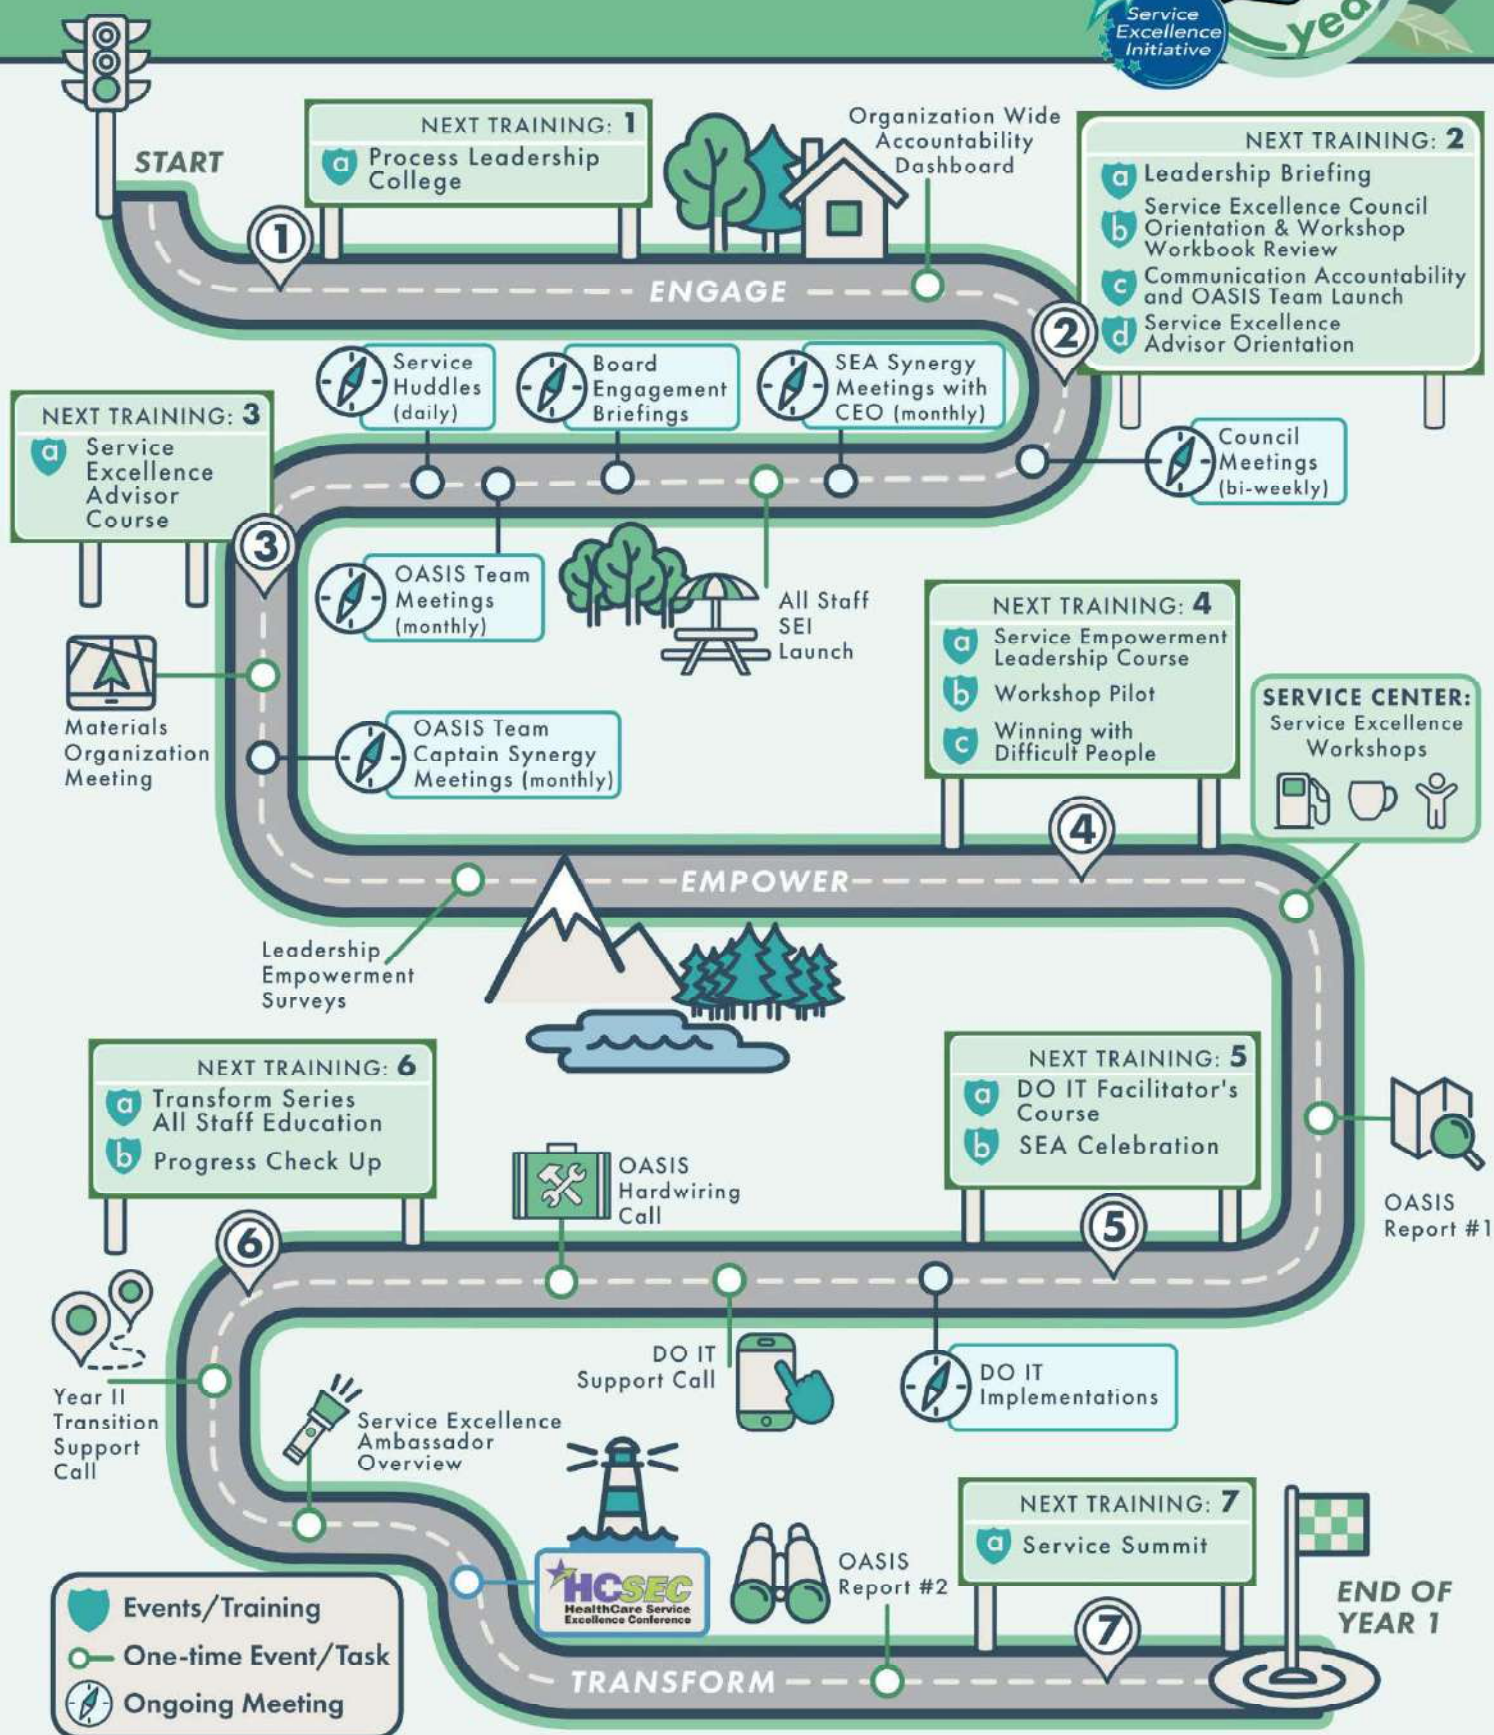 Service
Excellence
Initiative
year
START
NEXT TRAINING: 1
a Process Leadership
College
Organization Wide
Accountability
Dashboard
NEXT TRAINING: 2
a Leadership Briefing
b Service Excellence Council
Orientation & Workshop
Workbook Review
c Communication Accountability
and OASIS Team Launch
d Service Excellence
Advisor Orientation
1
ENGAGE
2
Service
Huddles
(daily)
Board
Engagement
Briefings
SEA Synergy
Meetings with
CEO (monthly)
Council
Meetings
(bi-weekly)
NEXT TRAINING: 3
a Service
Excellence
Advisor
Course
3
OASIS Team
Meetings
(monthly)
All Staff
SEI
Launch
Materials
Organization
Meeting
OASIS Team
Captain Synergy
Meetings (monthly)
NEXT TRAINING: 4
a Service Empowerment
Leadership Course
b Workshop Pilot
c Winning with
Difficult People
SERVICE CENTER:
Service Excellence
Workshops
4
EMPOWER
Leadership
Empowerment
Surveys
NEXT TRAINING: 5
a DO IT Facilitator's
Course
b SEA Celebration
OASIS
Report #1
5
NEXT TRAINING: 6
a Transform Series
All Staff Education
b Progress Check Up
OASIS
Hardwiring
Call
6
DO IT
Support Call
DO IT
Implementations
Year II
Transition
Support
Call
Service Excellence
Ambassador
Overview
HCSEC
HealthCare Service
Excellence Conference
OASIS
Report #2
NEXT TRAINING: 7
a Service Summit
7
TRANSFORM
END OF
YEAR 1
Events/Training
One-time Event/Task
Ongoing Meeting